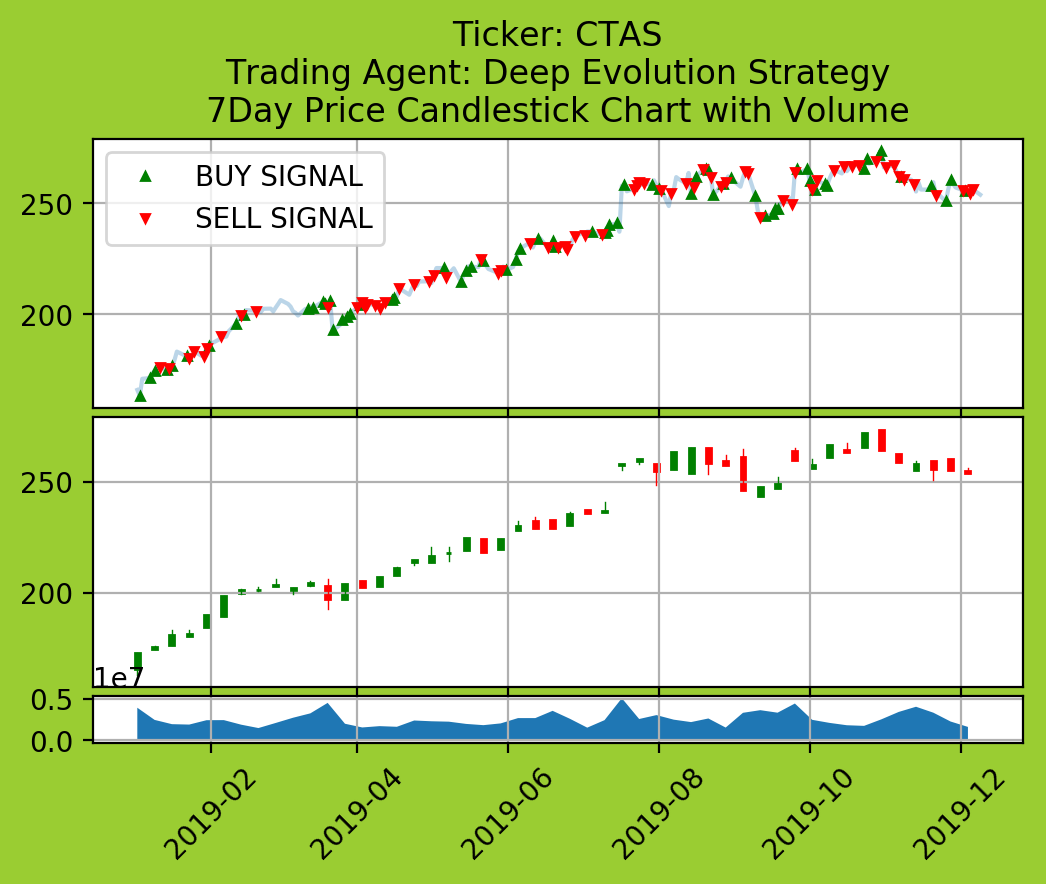 Ticker: CTAS
Trading Agent: Deep Evolution Strategy
7Day Price Candlestick Chart with Volume
BUY SIGNAL
SELL SIGNAL
250
200
250
200
1e7
0.5
0.0
2019-02
2019-04
2019-06
2019-08
2019-10
2019-12